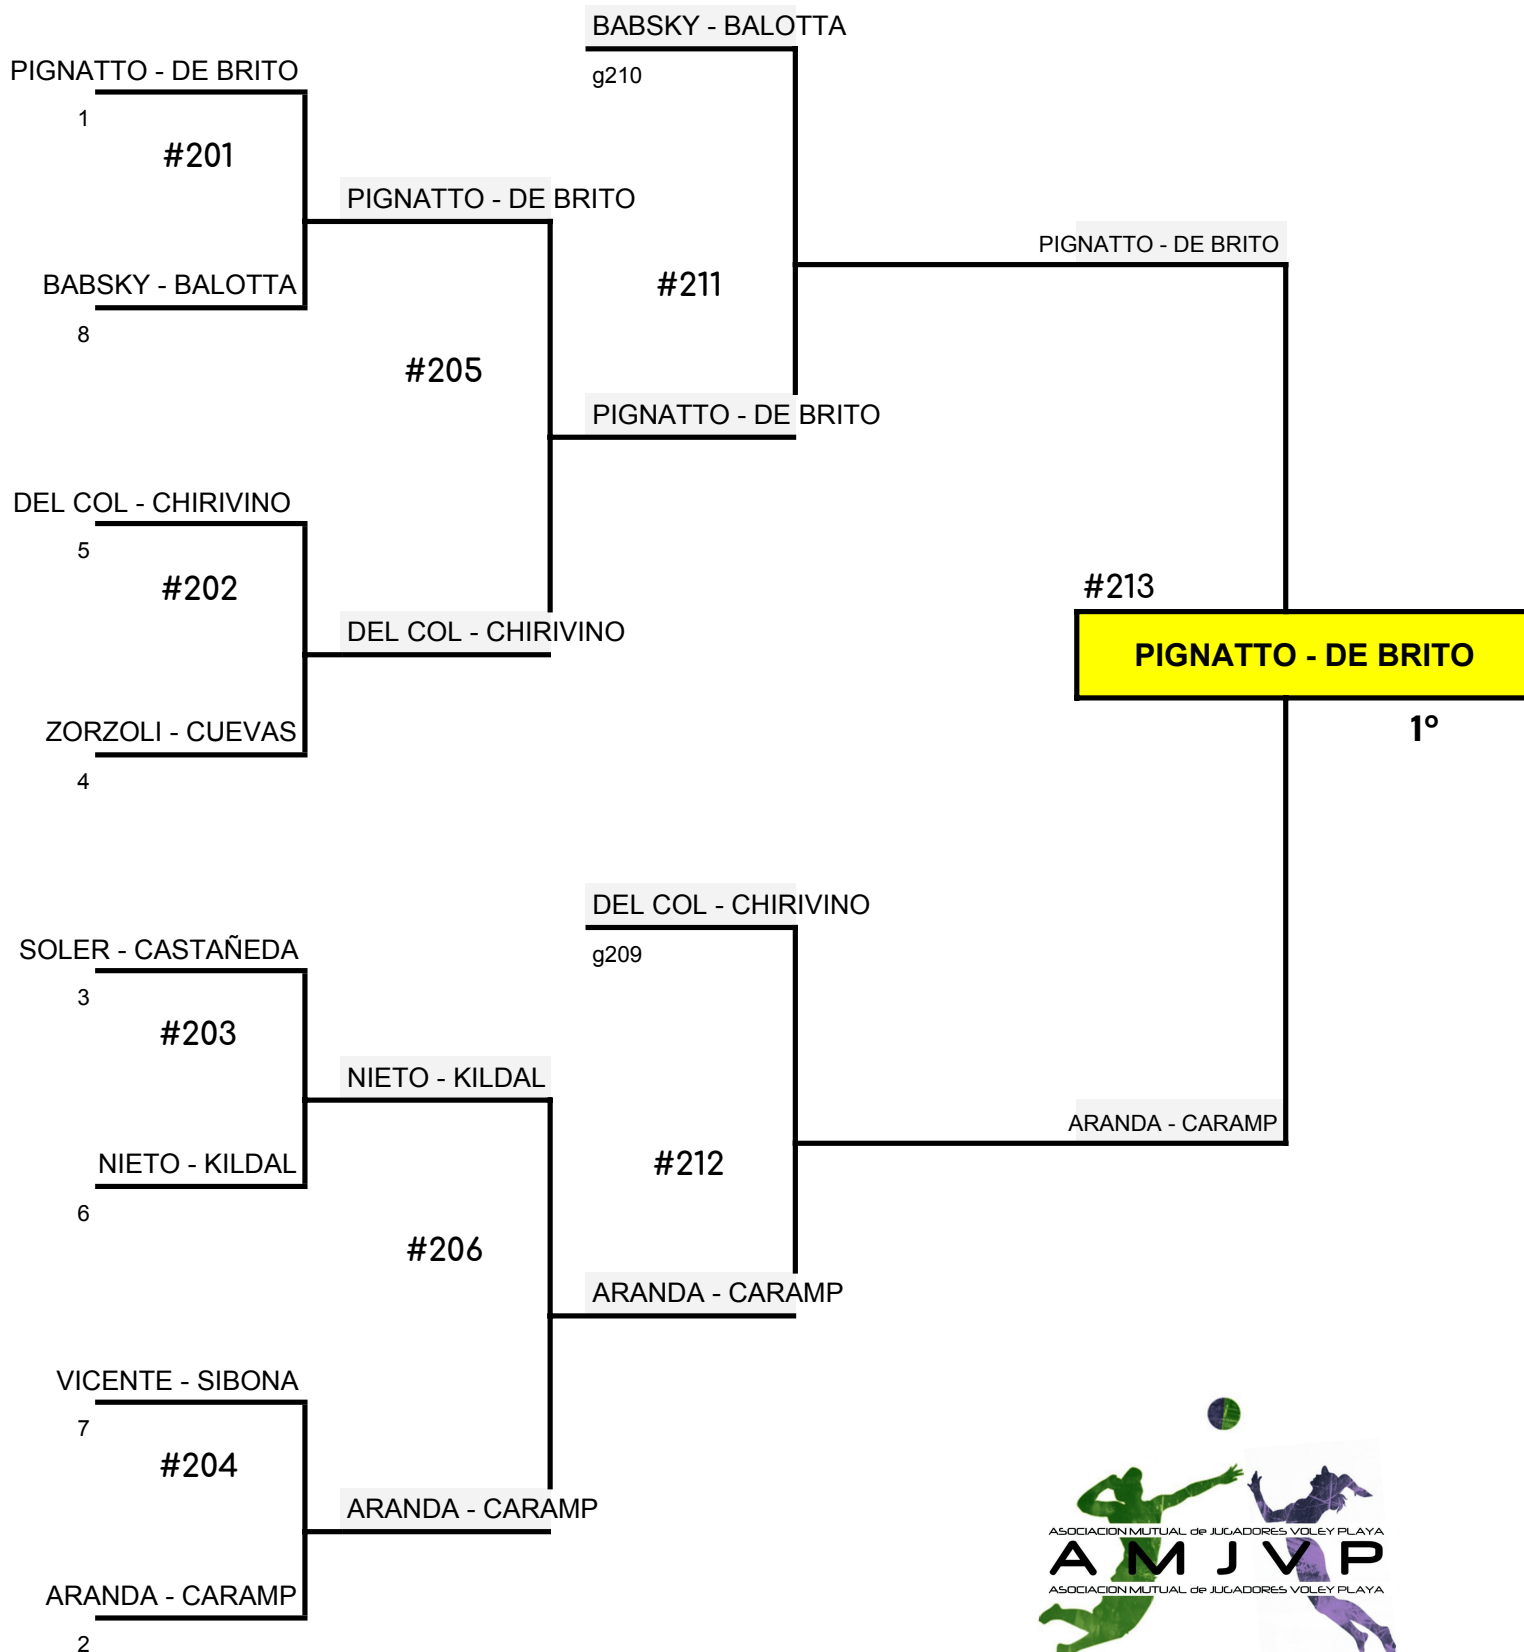 BABSKY - BALOTTA
g210
PIGNATTO - DE BRITO
1
#201
PIGNATTO - DE BRITO
PIGNATTO - DE BRITO
BABSKY - BALOTTA
8
#211
#205
PIGNATTO - DE BRITO
DEL COL - CHIRIVINO
5
#202
#213
DEL COL - CHIRIVINO
PIGNATTO - DE BRITO
1º
ZORZOLI - CUEVAS
4
DEL COL - CHIRIVINO
g209
SOLER - CASTAÑEDA
3
#203
NIETO - KILDAL
ARANDA - CARAMP
NIETO - KILDAL
6
#212
#206
ARANDA - CARAMP
VICENTE - SIBONA
7
#204
ARANDA - CARAMP
ARANDA - CARAMP
2
ASOCIACION MUTUAL de JUGADORES VOLEY PLAYA
AMJVP
ASOCIACION MUTUAL de JUGADORES VOLEY PLAYA